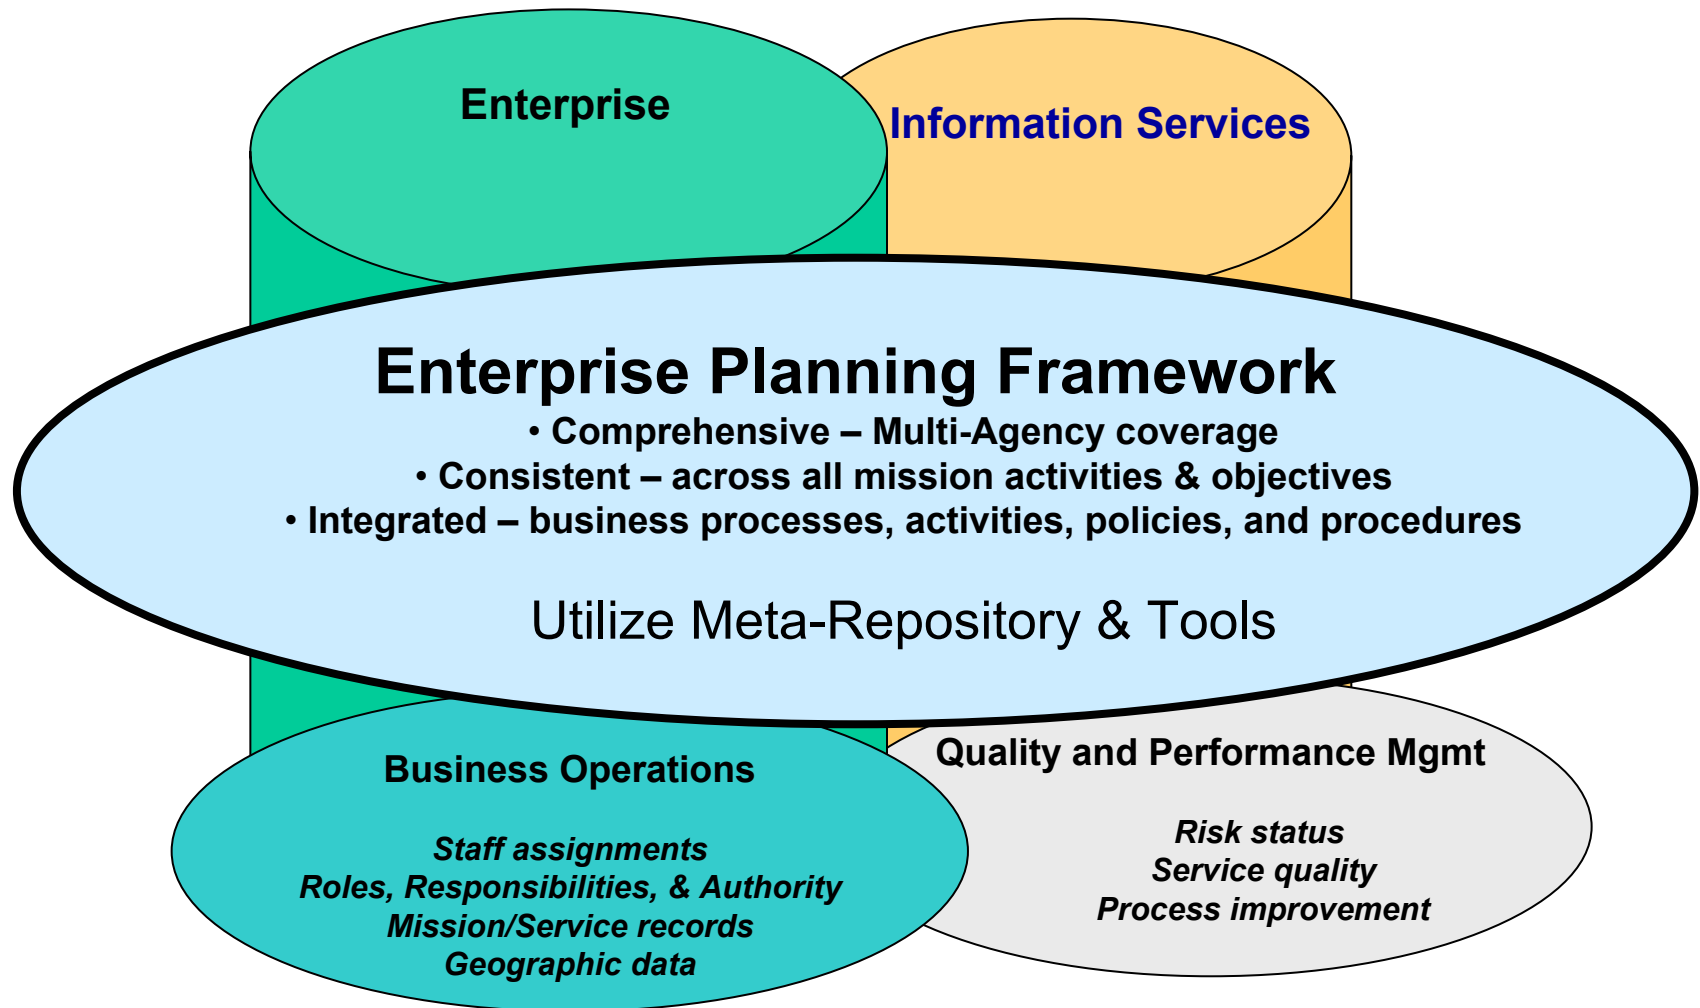 Enterprise
Information Services
Enterprise Planning Framework
• Comprehensive – Multi-Agency coverage
• Consistent – across all mission activities & objectives
• Integrated – business processes, activities, policies, and procedures
Utilize Meta-Repository & Tools
Business Operations
Staff assignments
Roles, Responsibilities, & Authority
Mission/Service records
Geographic data
Quality and Performance Mgmt
Risk status
Service quality
Process improvement